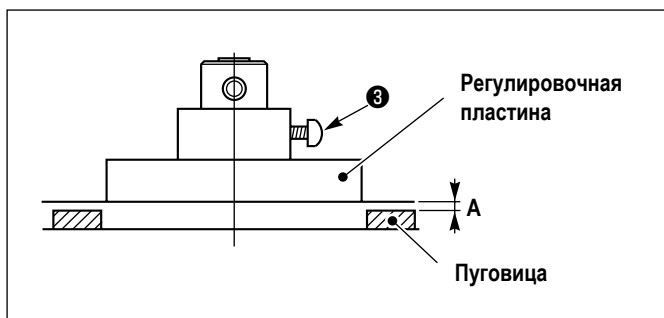 ❸
Регулировочная
пластина
A
Пуговица